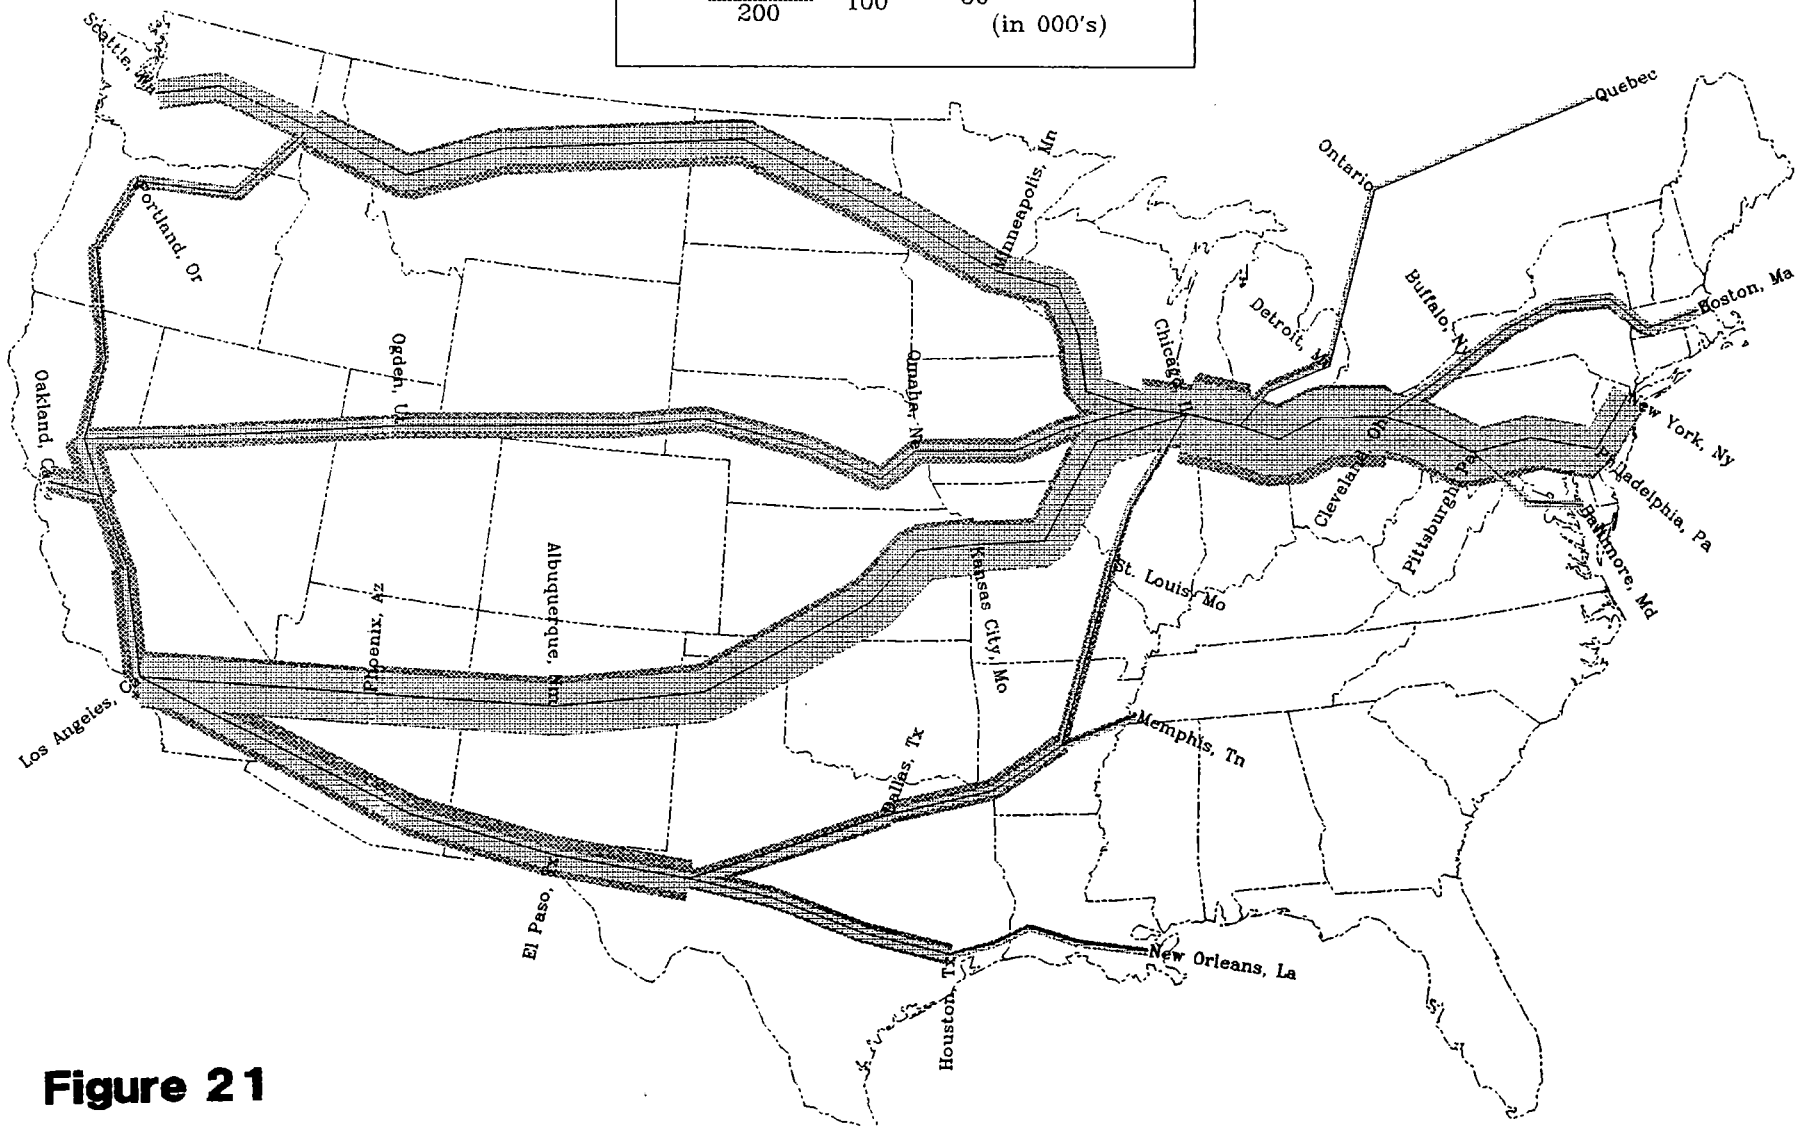 200
100
(in 000's)
Seattle, Wa
Quebec
Ontario
Minneapolis, Mn
Portland, Or
Boston, Ma
Buffalo, Ny
Detroit, Mi
Chicago, Il
Ogden, Ut
Omaha, Ne
Oakland, Ca
New York, Ny
Cleveland, Oh
Pittsburgh, Pa
Philadelphia, Pa
Baltimore, Md
Albuquerque, Nm
Phoenix, Az
Kansas City, Mo
St. Louis, Mo
Los Angeles, Ca
Memphis, Tn
Dallas, Tx
El Paso,
New Orleans, La
Houston, Tx
Figure 21